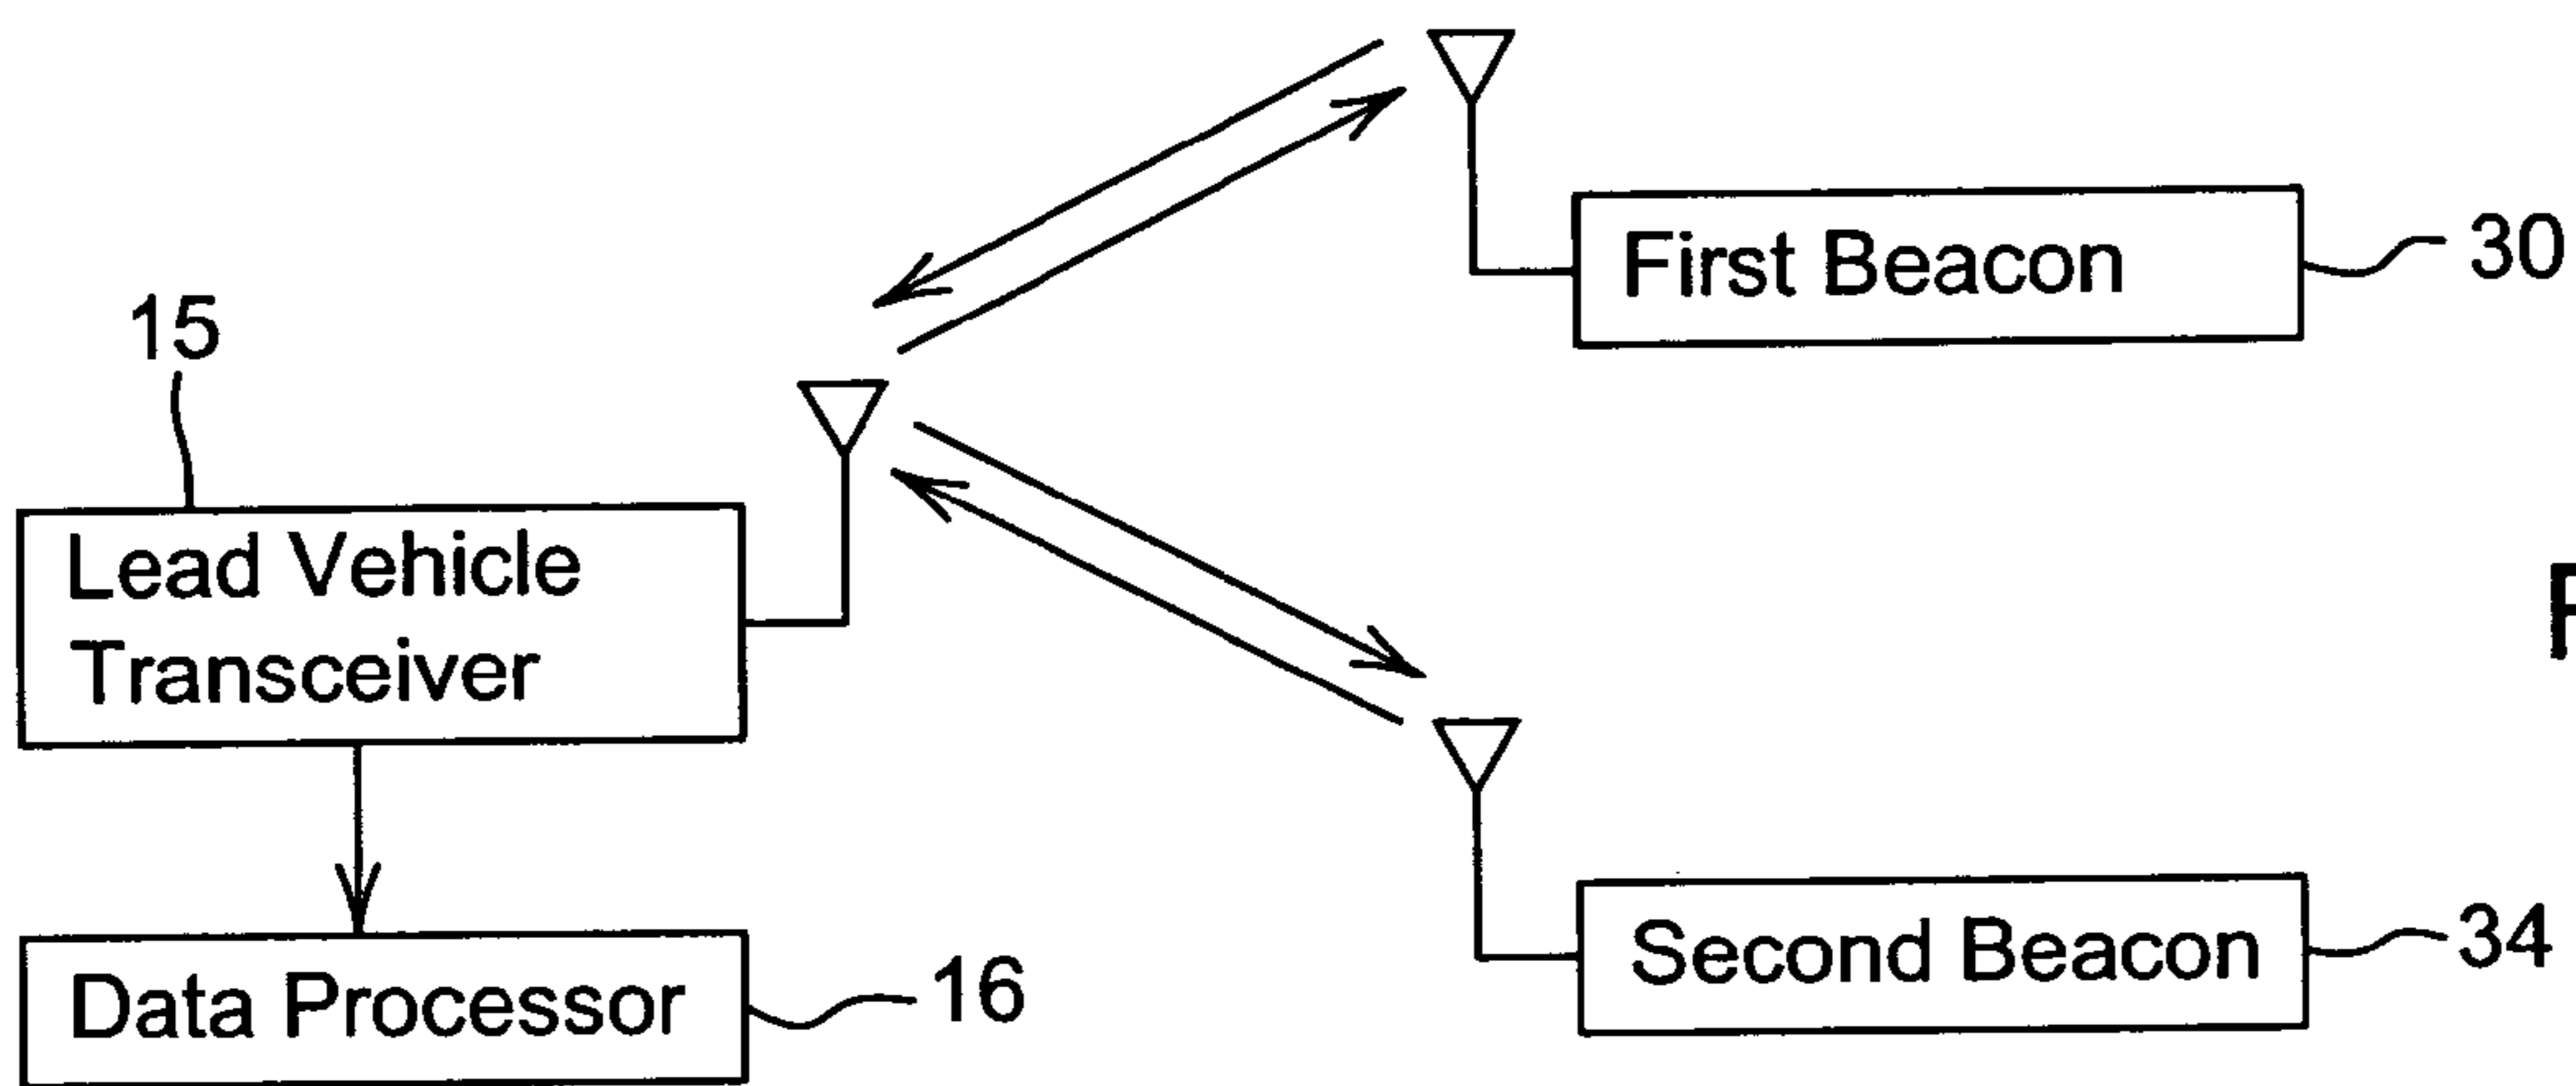 First Beacon
30
15
Lead Vehicle
Transceiver
Second Beacon
34
Data Processor
16